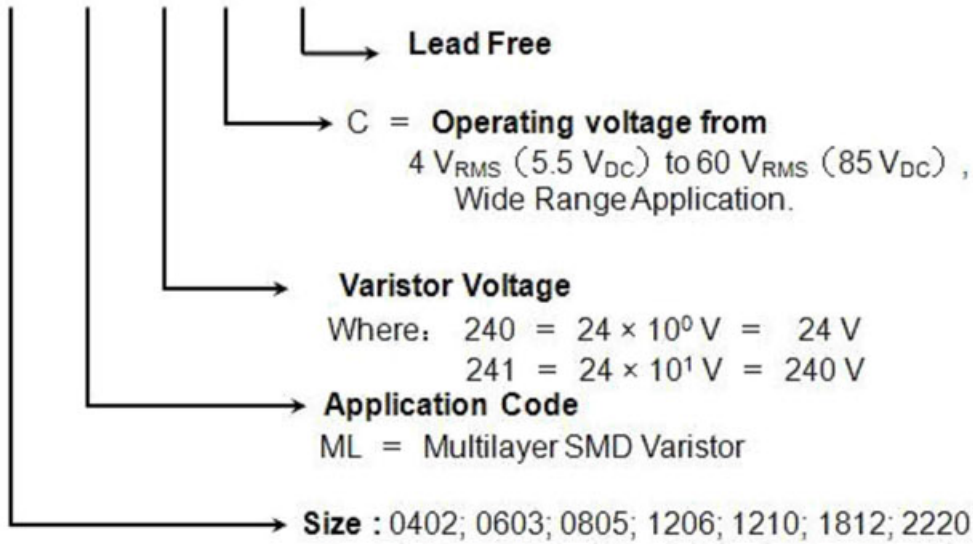 Lead Free
C = Operating voltage from
4 VRMS (5.5 VDC) to 60 VRMS (85 VDC) ,
Wide Range Application.
Varistor Voltage
Where: 240 = 24 × 10⁰ V = 24 V
241 = 24 × 10¹ V = 240 V
Application Code
ML = Multilayer SMD Varistor
Size : 0402; 0603; 0805; 1206; 1210; 1812; 2220